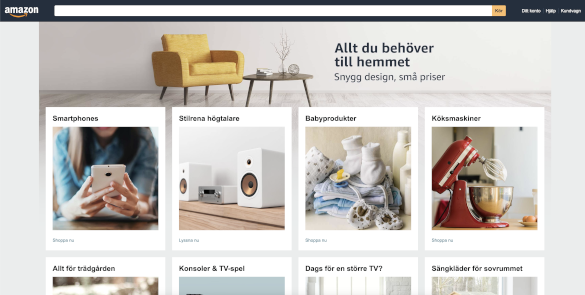 amazon
Kör
Ditt konto Hjälp Kundvagn
Allt du behöver
till hemmet
Snygg design, små priser
Smartphones
Stilrena högtalare
Babyprodukter
Köksmaskiner
Shoppa nu
Lyssna nu
Shoppa nu
Shoppa nu
Allt för trädgården
Konsoler & TV-spel
Dags för en större TV?
Sängkläder för sovrummet